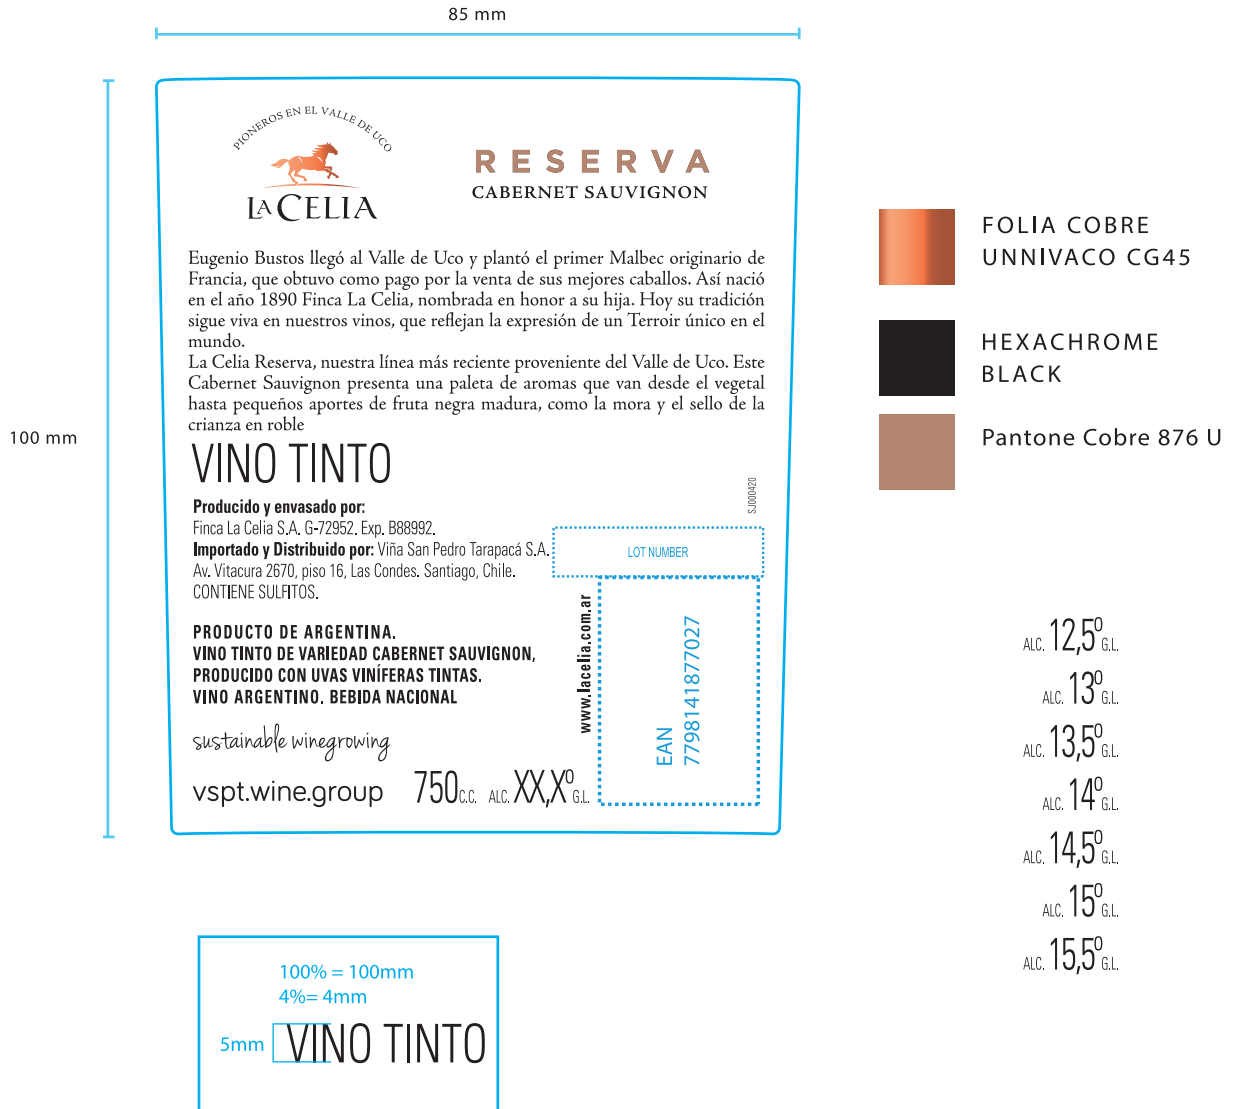 85 mm
100 mm
PIONEROS EN EL VALLE DE UCO
LA CELIA
RESERVA
CABERNET SAUVIGNON
Eugenio Bustos llegó al Valle de Uco y plantó el primer Malbec originario de
Francia, que obtuvo como pago por la venta de sus mejores caballos. Así nació
en el año 1890 Finca La Celia, nombrada en honor a su hija. Hoy su tradición
sigue viva en nuestros vinos, que reflejan la expresión de un Terroir único en el
mundo.
La Celia Reserva, nuestra línea más reciente proveniente del Valle de Uco. Este
Cabernet Sauvignon presenta una paleta de aromas que van desde el vegetal
hasta pequeños aportes de fruta negra madura, como la mora y el sello de la
crianza en roble
VINO TINTO
Producido y envasado por:
Finca La Celia S.A. G-72952. Exp. B88992.
Importado y Distribuido por: Viña San Pedro Tarapacá S.A.
Av. Vitacura 2670, piso 16, Las Condes. Santiago, Chile.
CONTIENE SULFITOS.
PRODUCTO DE ARGENTINA.
VINO TINTO DE VARIEDAD CABERNET SAUVIGNON,
PRODUCIDO CON UVAS VINÍFERAS TINTAS.
VINO ARGENTINO. BEBIDA NACIONAL
sustainable winegrowing
vspt.wine.group
750 C.C. ALC. XX,Xº G.L.
SJ000420
LOT NUMBER
www.lacelia.com.ar
EAN
7798141877027
FOLIA COBRE
UNNIVACO CG45
HEXACHROME
BLACK
Pantone Cobre 876 U
ALC. 12,5º G.L.
ALC. 13º G.L.
ALC. 13,5º G.L.
ALC. 14º G.L.
ALC. 14,5º G.L.
ALC. 15º G.L.
ALC. 15,5º G.L.
100% = 100mm
4%= 4mm
5mm
VINO TINTO